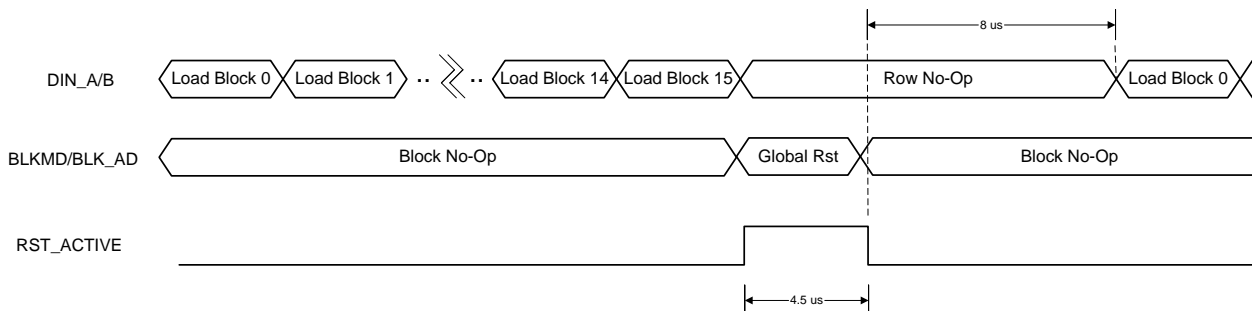 8 us
DIN_A/B Load Block 0 Load Block 1 .. .. Load Block 14 Load Block 15 Row No-Op Load Block 0
BLKMD/BLK_AD Block No-Op Global Rst Block No-Op
RST_ACTIVE
4.5 us